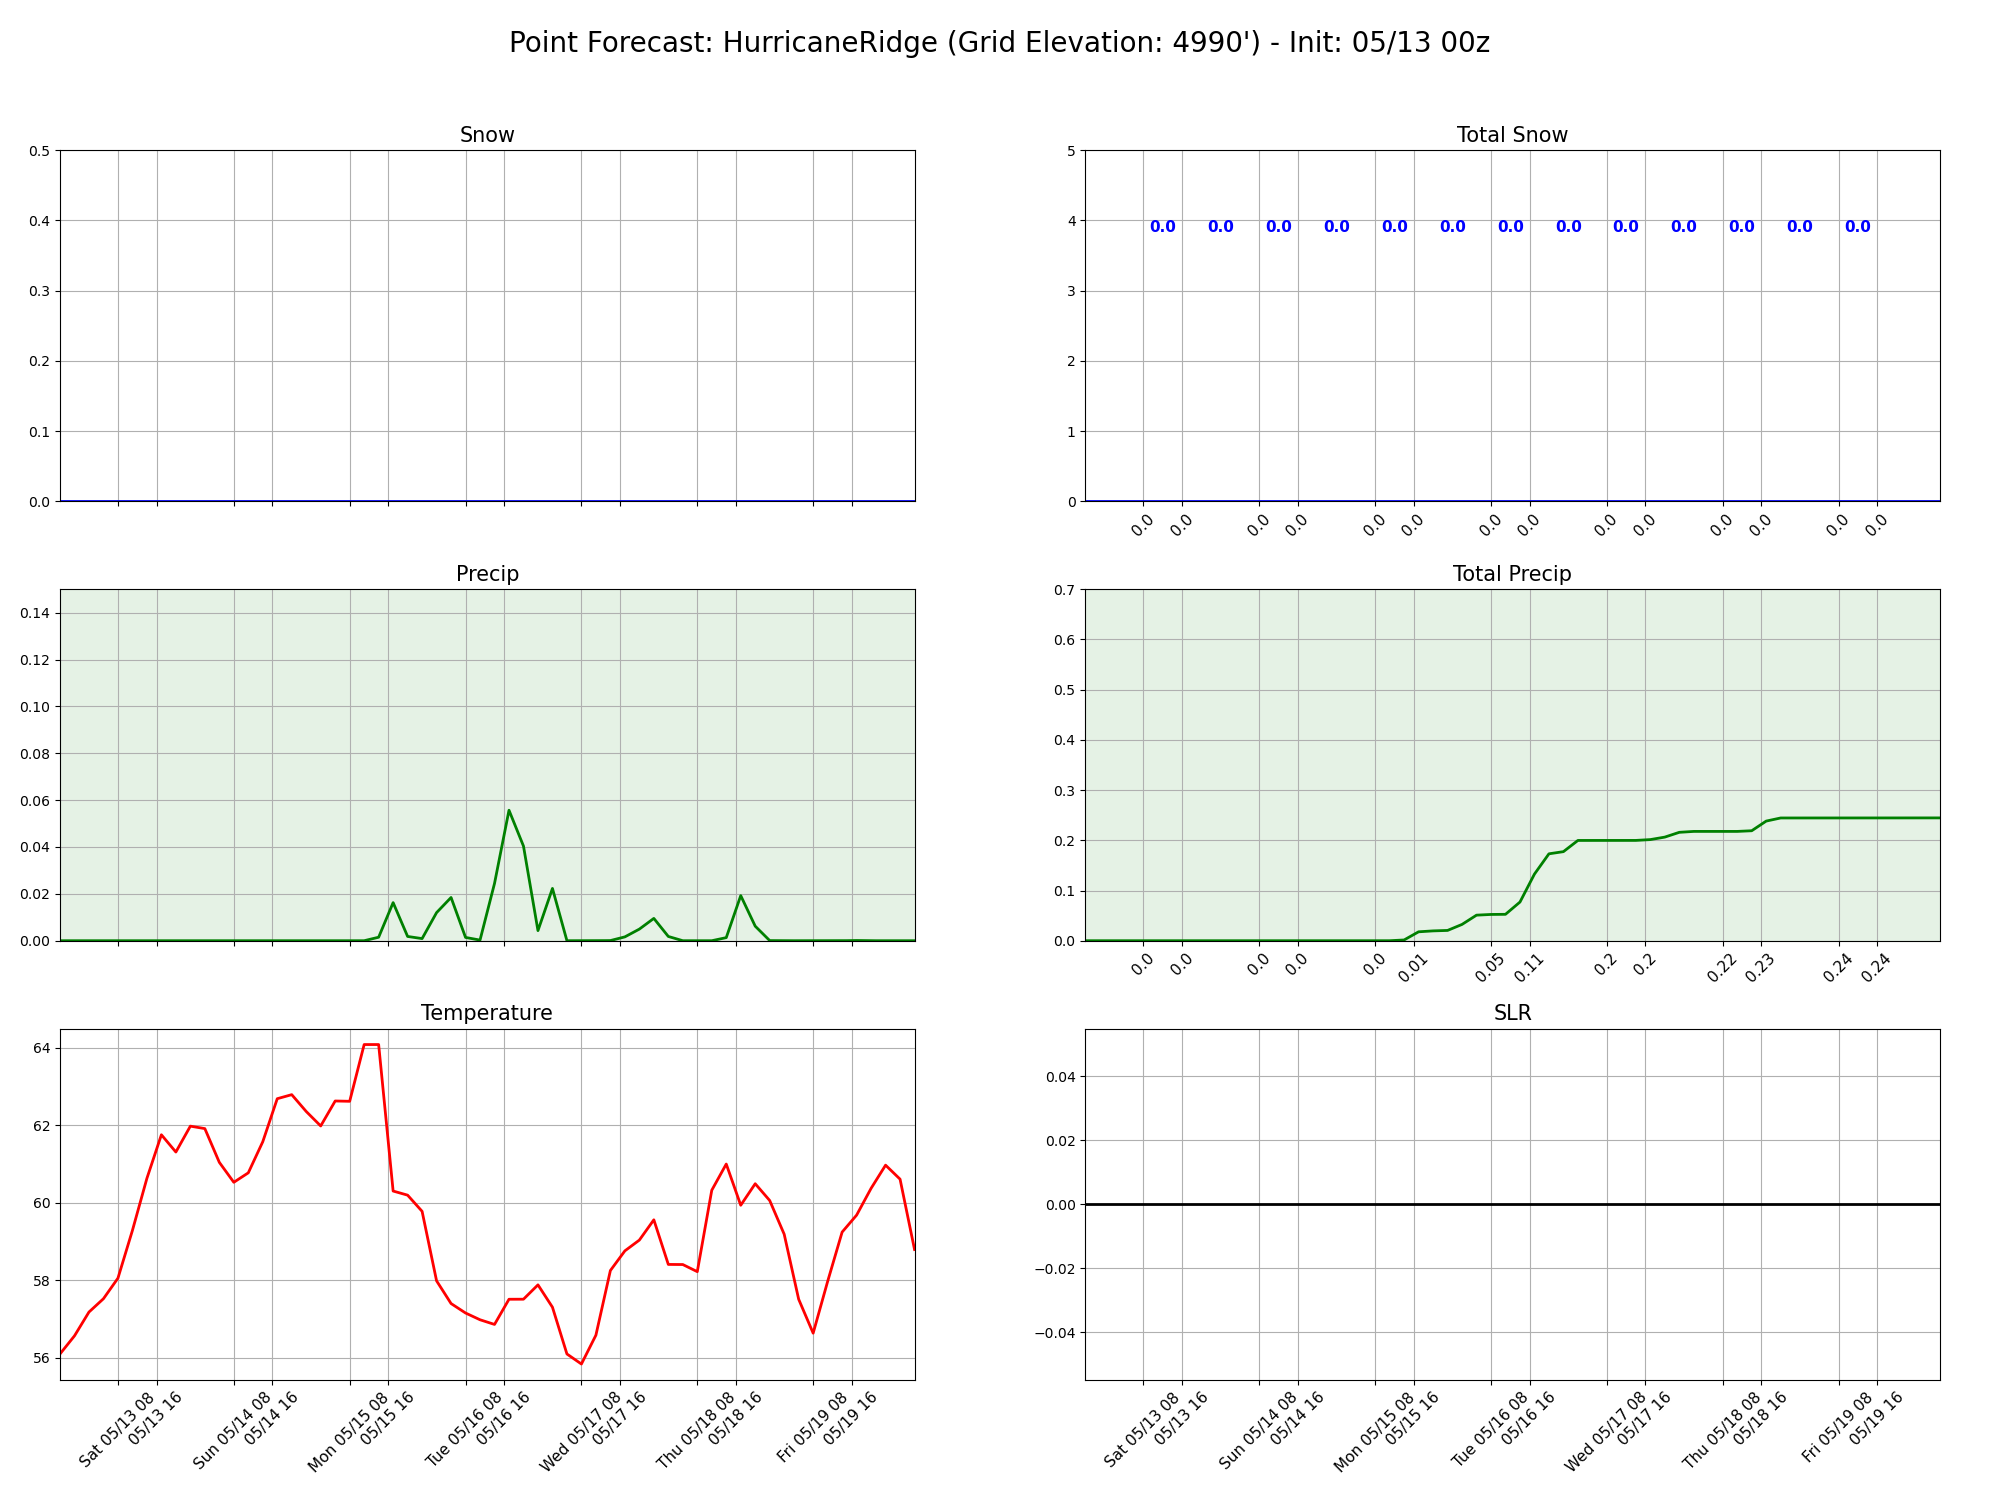 Point Forecast: HurricaneRidge (Grid Elevation: 4990') - Init: 05/13 00z
Snow
0.5
0.4
0.3
0.2
0.1
0.0
Total Snow
5
4
3
2
1
0
0.0 0.0 0.0 0.0 0.0 0.0 0.0 0.0 0.0 0.0 0.0 0.0 0.0
0.0 0.0 0.0 0.0 0.0 0.0 0.0 0.0 0.0 0.0 0.0 0.0 0.0 0.0
Precip
0.14
0.12
0.10
0.08
0.06
0.04
0.02
0.00
Total Precip
0.7
0.6
0.5
0.4
0.3
0.2
0.1
0.0
0.0 0.0 0.0 0.0 0.0 0.01 0.05 0.11 0.2 0.2 0.22 0.23 0.24 0.24
Temperature
64
62
60
58
56
Sat 05/13 08
05/13 16
Sun 05/14 08
05/14 16
Mon 05/15 08
05/15 16
Tue 05/16 08
05/16 16
Wed 05/17 08
05/17 16
Thu 05/18 08
05/18 16
Fri 05/19 08
05/19 16
SLR
0.04
0.02
0.00
−0.02
−0.04
Sat 05/13 08
05/13 16
Sun 05/14 08
05/14 16
Mon 05/15 08
05/15 16
Tue 05/16 08
05/16 16
Wed 05/17 08
05/17 16
Thu 05/18 08
05/18 16
Fri 05/19 08
05/19 16